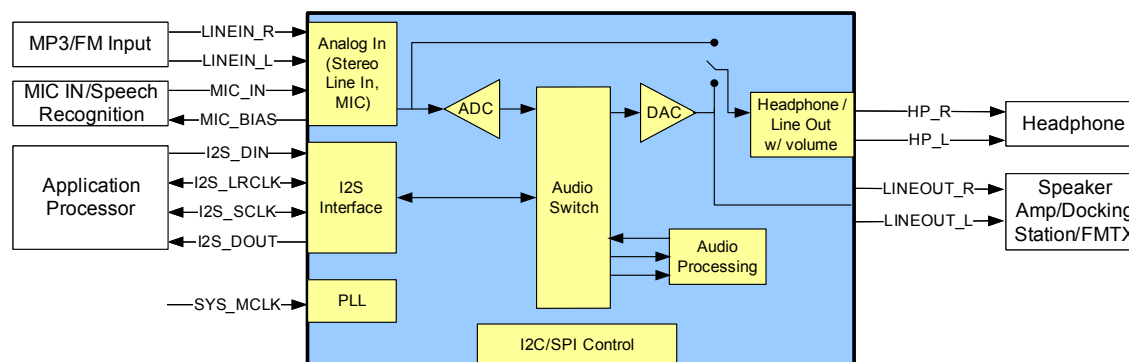 MP3/FM Input
LINEIN_R
LINEIN_L
MIC IN/Speech
Recognition
MIC_IN
MIC_BIAS
Application
Processor
I2S_DIN
I2S_LRCLK
I2S_SCLK
I2S_DOUT
SYS_MCLK
Analog In
(Stereo
Line In,
MIC)
I2S
Interface
PLL
ADC
Audio
Switch
DAC
Audio
Processing
I2C/SPI Control
Headphone /
Line Out
w/ volume
HP_R
HP_L
Headphone
LINEOUT_R
LINEOUT_L
Speaker
Amp/Docking
Station/FMTX